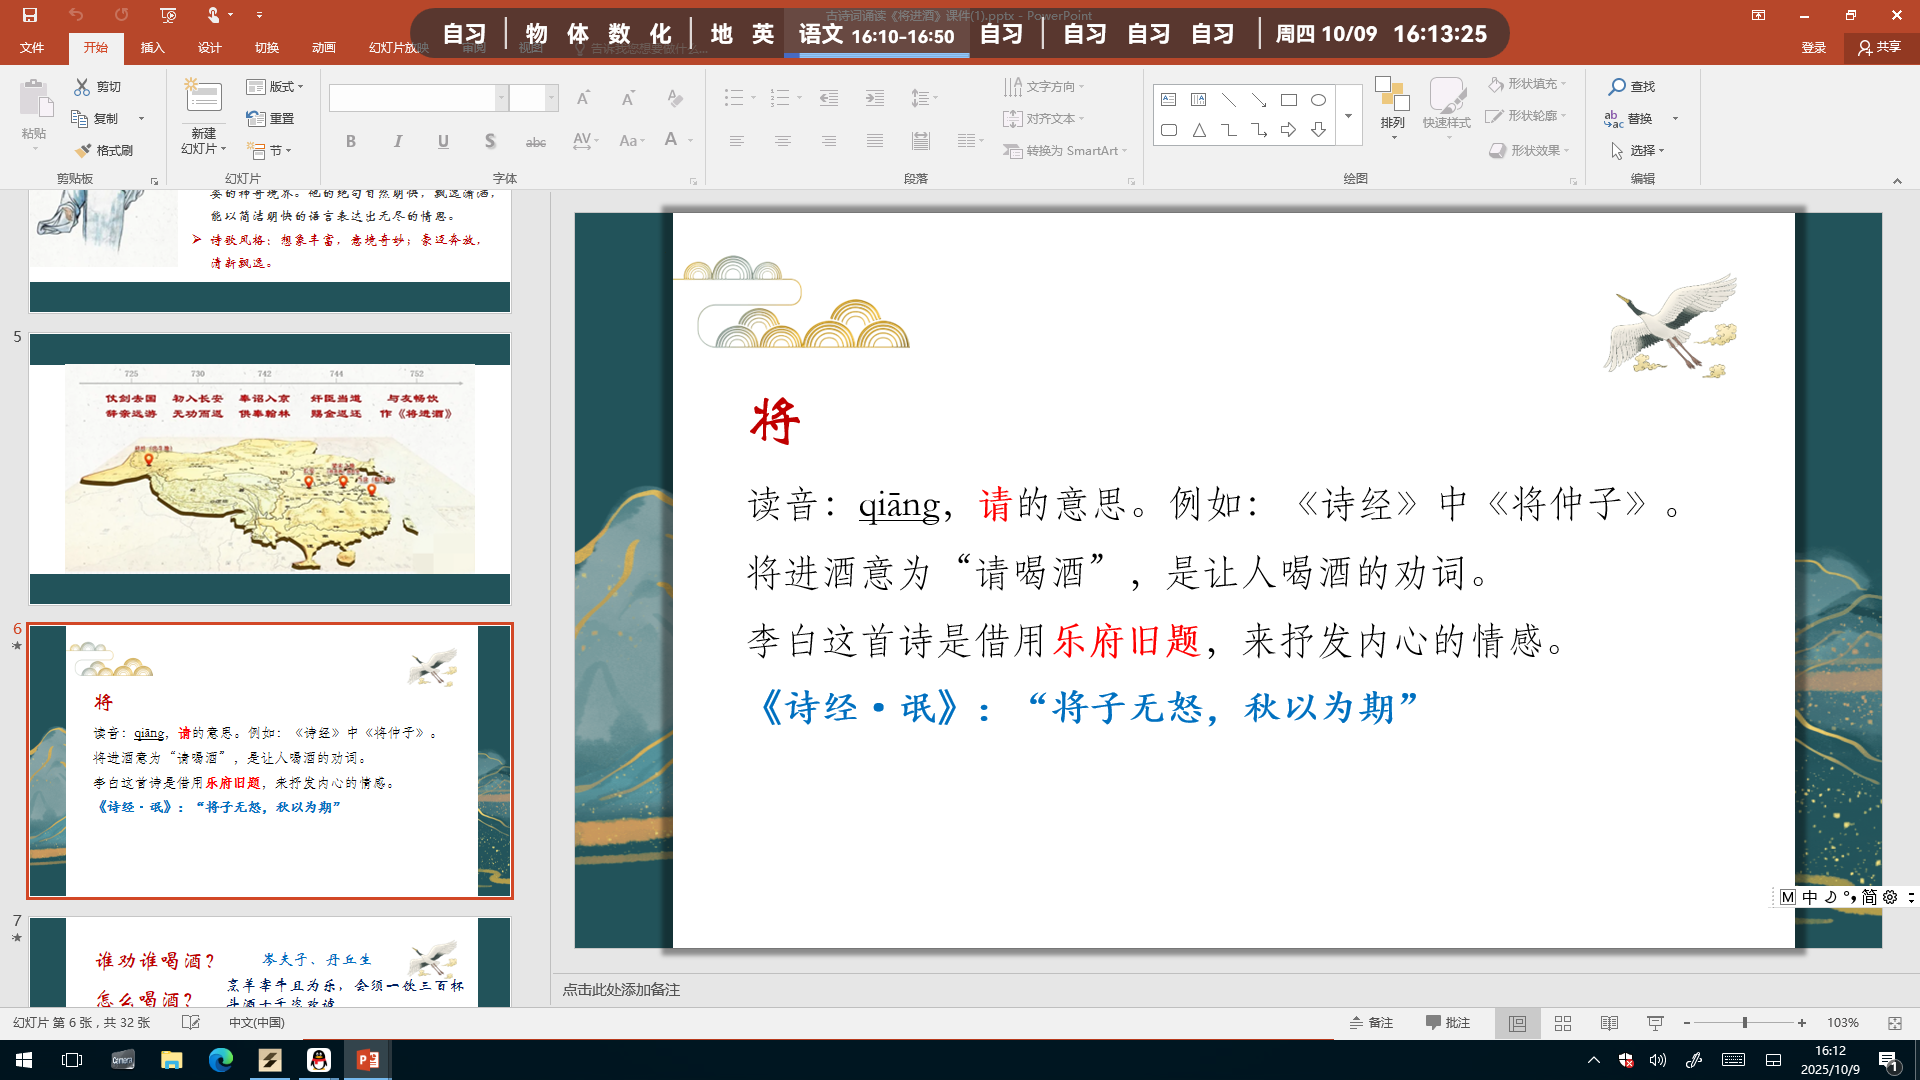 古诗词诵读《将进酒》课件(1).pptx - PowerPoint
自习 物 体 数 化 地 英 语文 16:10-16:50 自习 自习 自习 自习 周四 10/09 16:13:25
文件 开始 插入 设计 切换 动画 幻灯片放映 审阅 视图 告诉我您想要做什么... 登录 共享
粘贴
剪切
复制
格式刷
剪贴板
新建
幻灯片
版式
重置
节
幻灯片
字体
文字方向
对齐文本
转换为 SmartArt
段落
排列
快速样式
形状填充
形状轮廓
形状效果
绘图
查找
替换
选择
编辑
妄的神奇境界。他的绝句自然明快，飘逸潇洒，
能以简洁明快的语言表达出无尽的情思。
诗歌风格：想象丰富，意境奇妙；豪迈奔放，
清新飘逸。
5
725 730 742 744 752
仗剑去国 初入长安 奉诏入京 奸臣当道 与友畅饮
辞亲远游 无功而返 供奉翰林 赐金返还 作《将进酒》
6
将
读音：qiāng，请的意思。例如：《诗经》中《将仲子》。
将进酒意为“请喝酒”，是让人喝酒的劝词。
李白这首诗是借用乐府旧题，来抒发内心的情感。
《诗经·氓》：“将子无怒，秋以为期”
7
谁劝谁喝酒？ 岑夫子、丹丘生
怎么喝酒？ 烹羊宰牛且为乐，会须一饮三百杯
斗酒十千恣欢谑
将
读音：qiāng，请的意思。例如：《诗经》中《将仲子》。
将进酒意为“请喝酒”，是让人喝酒的劝词。
李白这首诗是借用乐府旧题，来抒发内心的情感。
《诗经·氓》：“将子无怒，秋以为期”
M 中 简
点击此处添加备注
幻灯片 第 6 张，共 32 张 中文(中国) 备注 批注 103%
16:12
2025/10/9
1